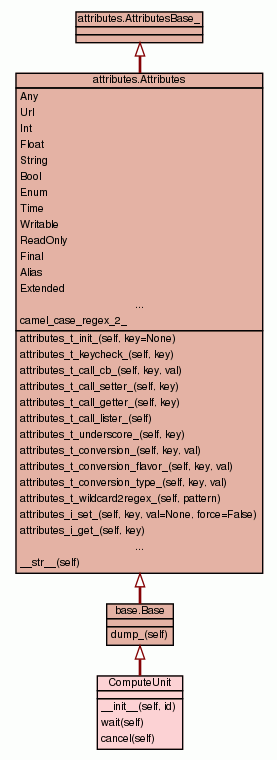 attributes.AttributesBase_
attributes.Attributes
Any
Url
Int
Float
String
Bool
Enum
Time
Writable
ReadOnly
Final
Alias
Extended
...
camel_case_regex_2_
attributes_t_init_(self, key=None)
attributes_t_keycheck_(self, key)
attributes_t_call_cb_(self, key, val)
attributes_t_call_setter_(self, key)
attributes_t_call_getter_(self, key)
attributes_t_call_lister_(self)
attributes_t_underscore_(self, key)
attributes_t_conversion_(self, key, val)
attributes_t_conversion_flavor_(self, key, val)
attributes_t_conversion_type_(self, key, val)
attributes_t_wildcard2regex_(self, pattern)
attributes_i_set_(self, key, val=None, force=False)
attributes_i_get_(self, key)
...
__str__(self)
base.Base
dump_(self)
ComputeUnit
__init__(self, id)
wait(self)
cancel(self)